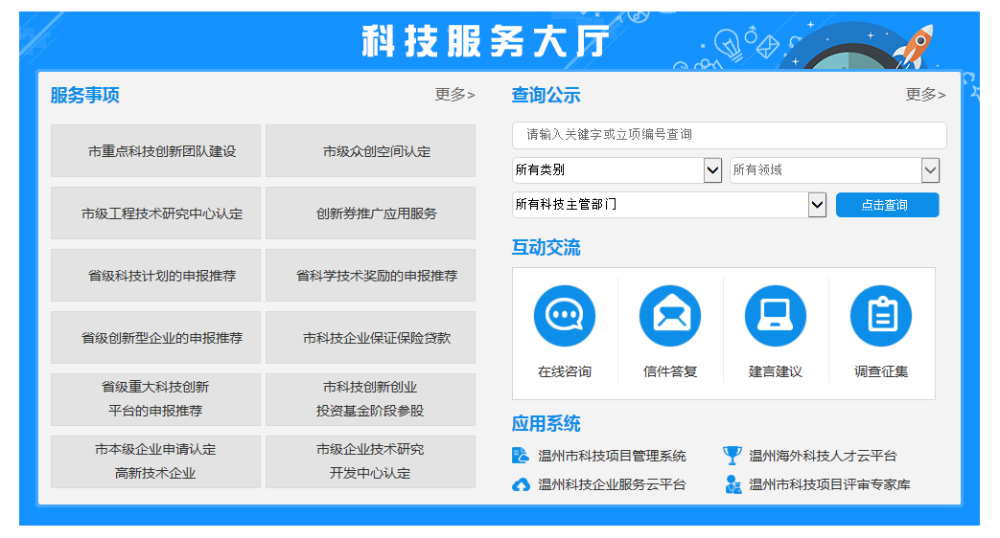 科技服务大厅
服务事项
更多>
市重点科技创新团队建设
市级众创空间认定
市级工程技术研究中心认定
创新券推广应用服务
省级科技计划的申报推荐
省科学技术奖励的申报推荐
省级创新型企业的申报推荐
市科技企业保证保险贷款
省级重大科技创新
平台的申报推荐
市科技创新创业
投资基金阶段参股
市本级企业申请认定
高新技术企业
市级企业技术研究
开发中心认定
查询公示
更多>
请输入关键字或立项编号查询
所有类别
所有领域
所有科技主管部门
点击查询
互动交流
在线咨询
信件答复
建言建议
调查征集
应用系统
温州市科技项目管理系统
温州海外科技人才云平台
温州科技企业服务云平台
温州市科技项目评审专家库